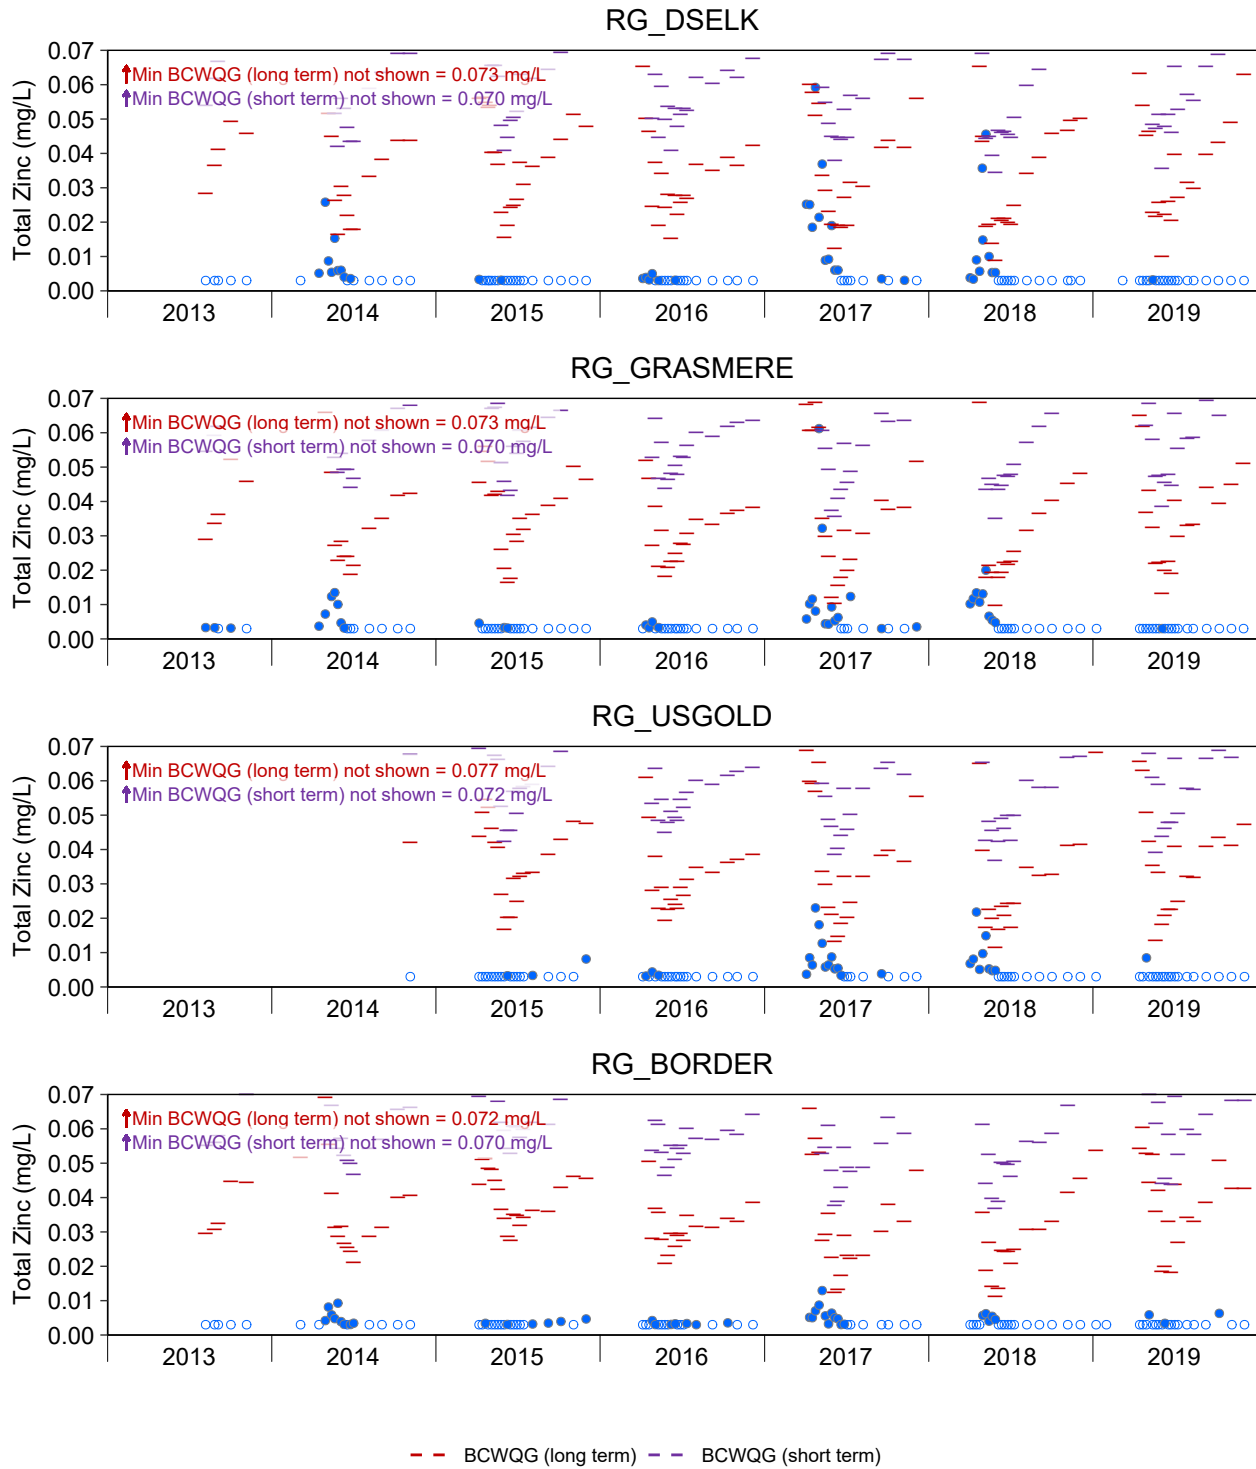 RG_DSELK
Total Zinc (mg/L)
0.07
0.06
0.05
0.04
0.03
0.02
0.01
0.00
Min BCWQG (long term) not shown = 0.073 mg/L
Min BCWQG (short term) not shown = 0.070 mg/L
2013 2014 2015 2016 2017 2018 2019
RG_GRASMERE
Total Zinc (mg/L)
0.07
0.06
0.05
0.04
0.03
0.02
0.01
0.00
Min BCWQG (long term) not shown = 0.073 mg/L
Min BCWQG (short term) not shown = 0.070 mg/L
2013 2014 2015 2016 2017 2018 2019
RG_USGOLD
Total Zinc (mg/L)
0.07
0.06
0.05
0.04
0.03
0.02
0.01
0.00
Min BCWQG (long term) not shown = 0.077 mg/L
Min BCWQG (short term) not shown = 0.072 mg/L
2013 2014 2015 2016 2017 2018 2019
RG_BORDER
Total Zinc (mg/L)
0.07
0.06
0.05
0.04
0.03
0.02
0.01
0.00
Min BCWQG (long term) not shown = 0.072 mg/L
Min BCWQG (short term) not shown = 0.070 mg/L
2013 2014 2015 2016 2017 2018 2019
BCWQG (long term) BCWQG (short term)